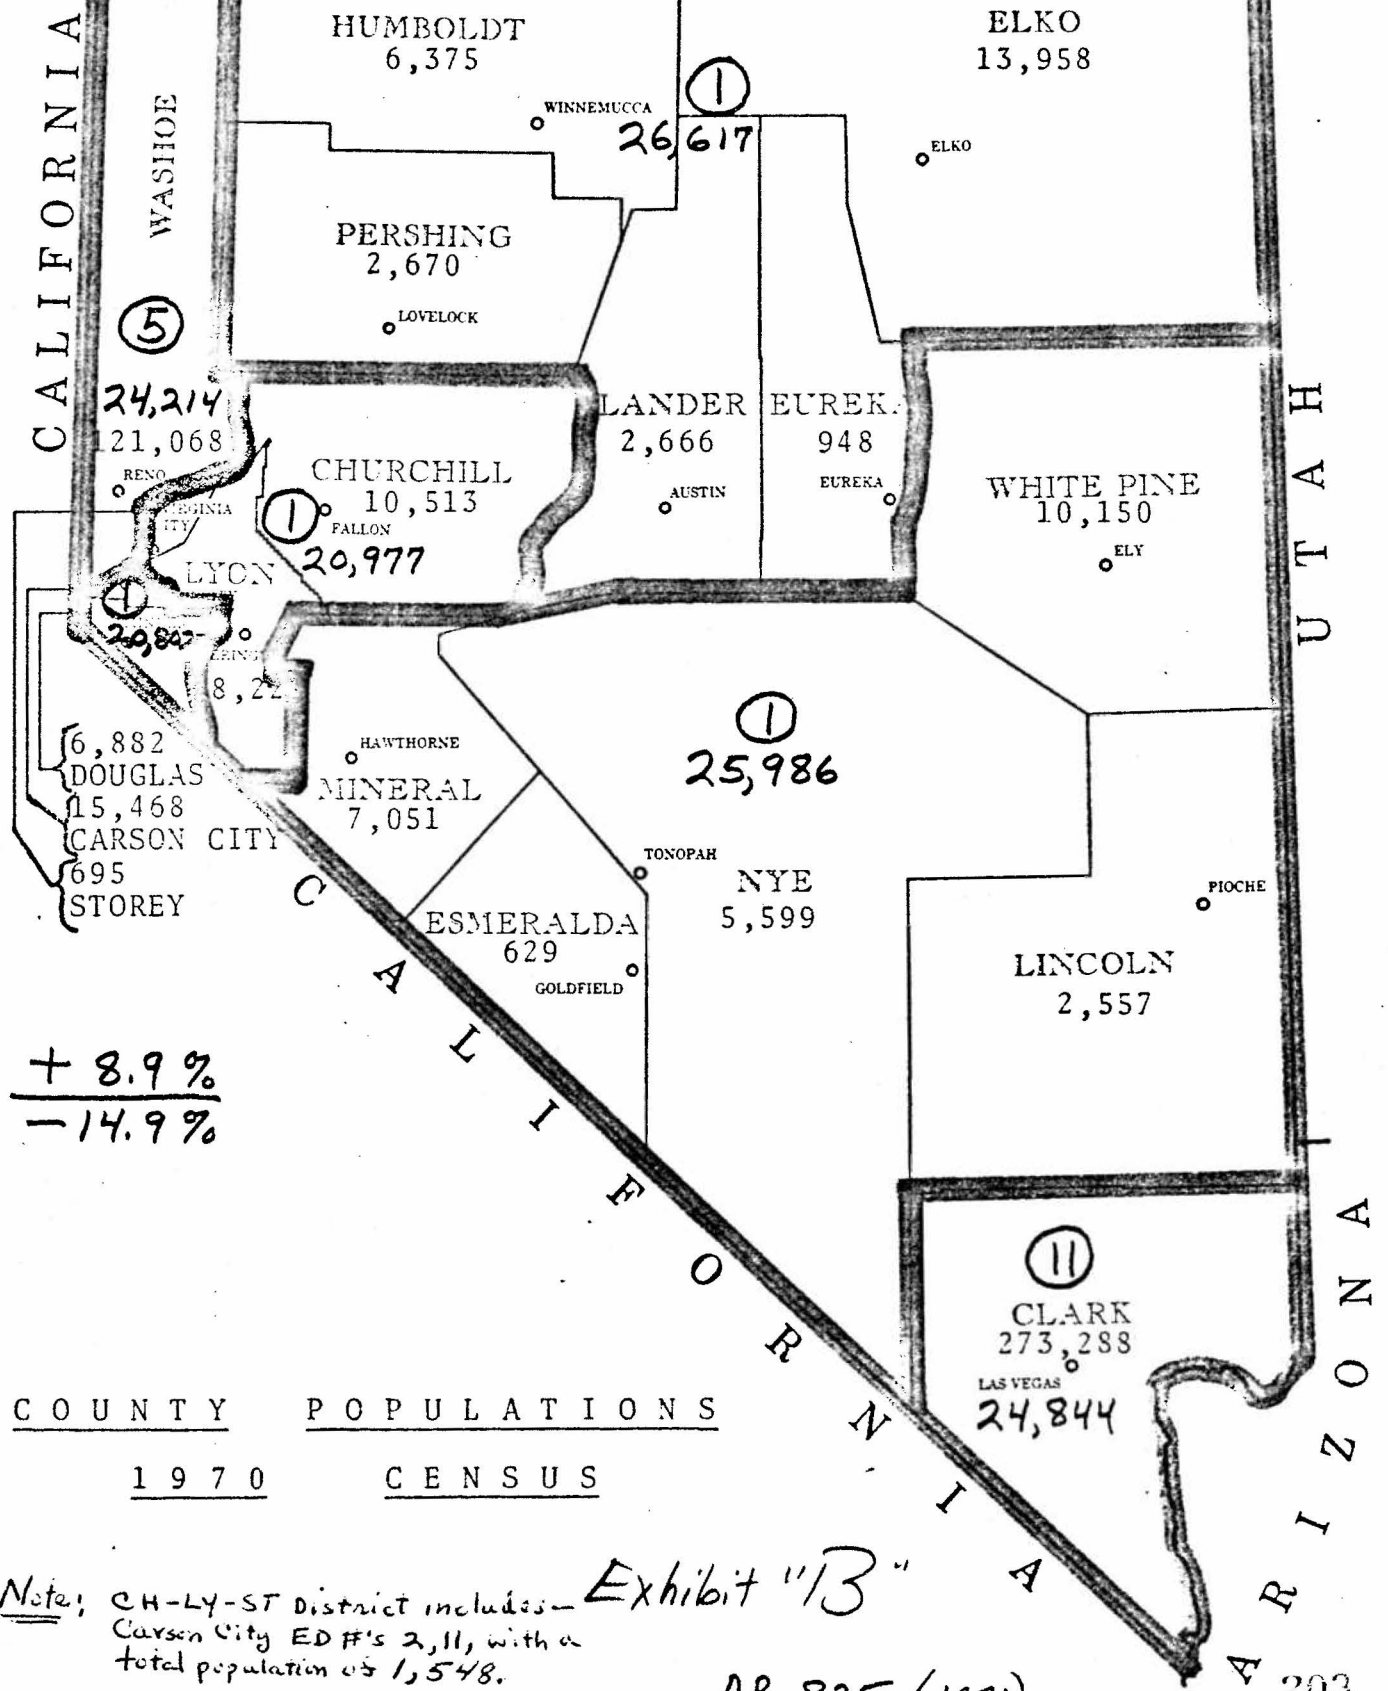 CALIFORNIA
WASHOE
HUMBOLDT
6,375
ELKO
13,958
WINNEMUCCA
1
26,617
ELKO
PERSHING
2,670
LOVELOCK
5
24,214
121,068
RENO
LANDER
2,666
AUSTIN
EUREKA
948
EUREKA
CHURCHILL
10,513
1
FALLON
20,977
WHITE PINE
10,150
ELY
UTAH
LYON
1
HAWTHORNE
MINERAL
7,051
1
25,986
6,882
DOUGLAS
15,468
CARSON CITY
695
STOREY
TONOPAH
NYE
5,599
ESMERALDA
629
GOLDFIELD
PIOCHE
LINCOLN
2,557
+ 8.9 %
- 14.9 %
CALIFORNIA
11
CLARK
273,288
LAS VEGAS
24,844
ARIZONA
COUNTY POPULATIONS
1970 CENSUS
Note: CH-LY-ST District includes
Carson City ED #'s 2, 11, with a
total population of 1,548.
Exhibit "B"